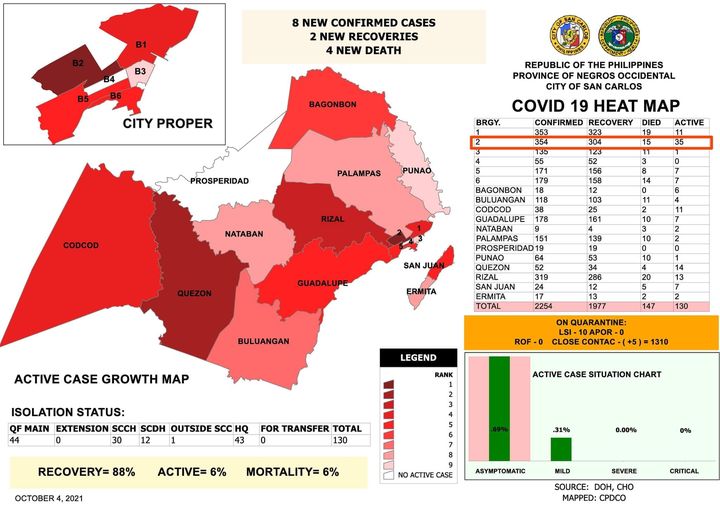 8 NEW CONFIRMED CASES
2 NEW RECOVERIES
4 NEW DEATH
B1
B2
B3
B4
B5
B6
CITY PROPER
REPUBLIC OF THE PHILIPPINES
PROVINCE OF NEGROS OCCIDENTAL
CITY OF SAN CARLOS
COVID 19 HEAT MAP
BRGY. CONFIRMED RECOVERY DIED ACTIVE
1 353 323 19 11
2 354 304 15 35
3 135 123 11 1
4 55 52 3 0
5 171 156 8 7
6 179 158 14 7
BAGONBON 18 12 0 6
BULUANGAN 118 103 11 4
CODCOD 38 25 2 11
GUADALUPE 178 161 10 7
NATABAN 9 4 3 2
PALAMPAS 151 139 10 2
PROSPERIDAD 19 19 0 0
PUNAO 64 53 10 1
QUEZON 52 34 4 14
RIZAL 319 286 20 13
SAN JUAN 24 12 5 7
ERMITA 17 13 2 2
TOTAL 2254 1977 147 130
BAGONBON
PROSPERIDAD
PALAMPAS
PUNAO
RIZAL
NATABAN
1
2
3
4
5
CODCOD
SAN JUAN
GUADALUPE
QUEZON
ERMITA
BULUANGAN
ON QUARANTINE:
LSI - 10 APOR - 0
ROF - 0 CLOSE CONTAC - ( +5 ) = 1310
LEGEND
RANK
1
2
3
4
5
6
7
8
9
NO ACTIVE CASE
ACTIVE CASE SITUATION CHART
.69% .31% 0.00% 0%
ASYMPTOMATIC MILD SEVERE CRITICAL
ACTIVE CASE GROWTH MAP
ISOLATION STATUS:
QF MAIN EXTENSION SCCH SCDH OUTSIDE SCC HQ FOR TRANSFER TOTAL
44 0 30 12 1 43 0 130
RECOVERY= 88% ACTIVE= 6% MORTALITY= 6%
SOURCE: DOH, CHO
MAPPED: CPDCO
OCTOBER 4, 2021